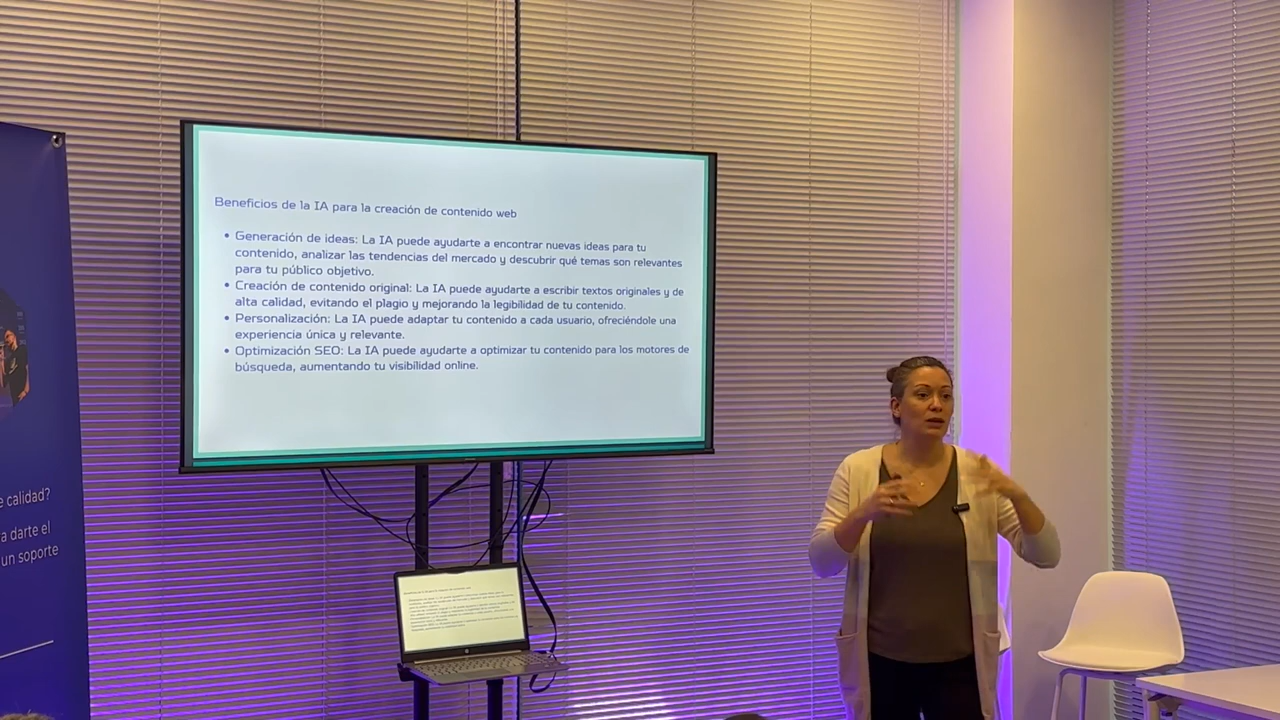 Beneficios de la IA para la creación de contenido web
• Generación de ideas: La IA puede ayudarte a encontrar nuevas ideas para tu
contenido, analizar las tendencias del mercado y descubrir qué temas son relevantes
para tu público objetivo.
• Creación de contenido original: La IA puede ayudarte a escribir textos originales y de
alta calidad, evitando el plagio y mejorando la legibilidad de tu contenido.
• Personalización: La IA puede adaptar tu contenido a cada usuario, ofreciéndole una
experiencia única y relevante.
• Optimización SEO: La IA puede ayudarte a optimizar tu contenido para los motores de
búsqueda, aumentando tu visibilidad online.
e calidad?
a darte el
un soporte